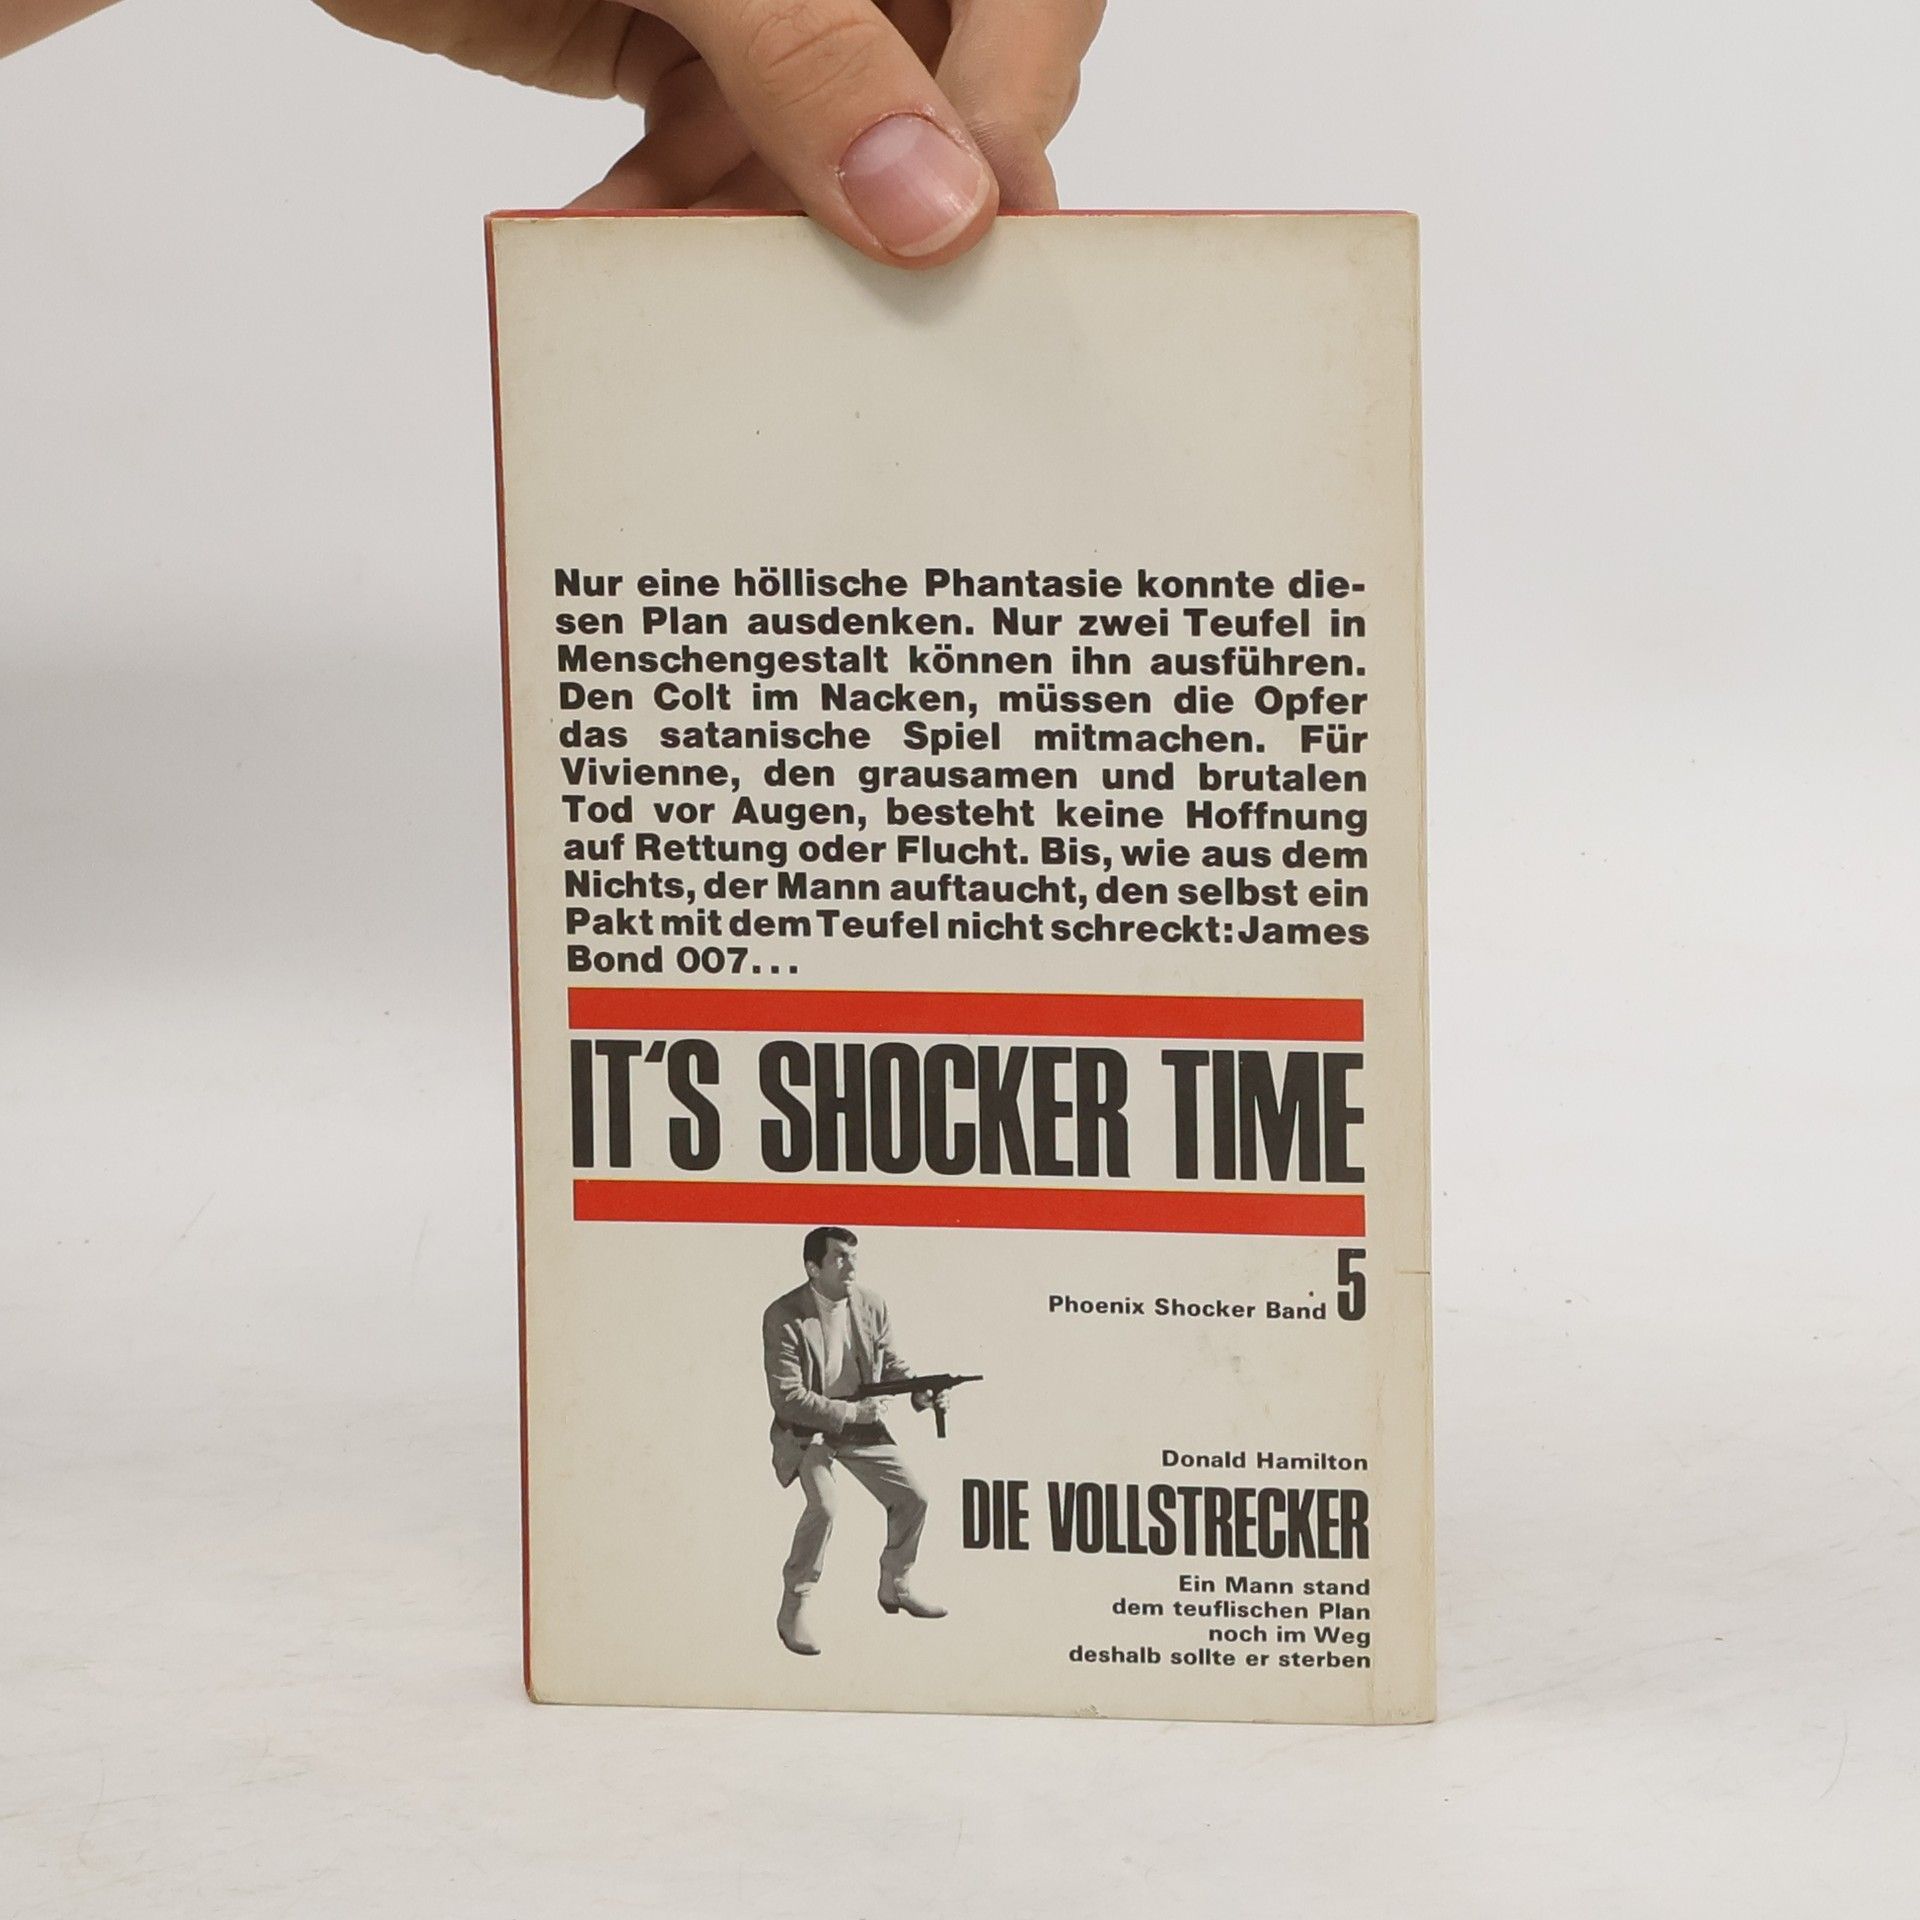 Nur eine höllische Phantasie konnte die-
sen Plan ausdenken. Nur zwei Teufel in
Menschengestalt können ihn ausführen.
Den Colt im Nacken, müssen die Opfer
das satanische Spiel mitmachen. Für
Vivienne, den grausamen und brutalen
Tod vor Augen, besteht keine Hoffnung
auf Rettung oder Flucht. Bis, wie aus dem
Nichts, der Mann auftaucht, den selbst ein
Pakt mit dem Teufel nicht schreckt: James
Bond 007...
IT'S SHOCKER TIME
Phoenix Shocker Band 5
Donald Hamilton
DIE VOLLSTRECKER
Ein Mann stand
dem teuflischen Plan
noch im Weg
deshalb sollte er sterben